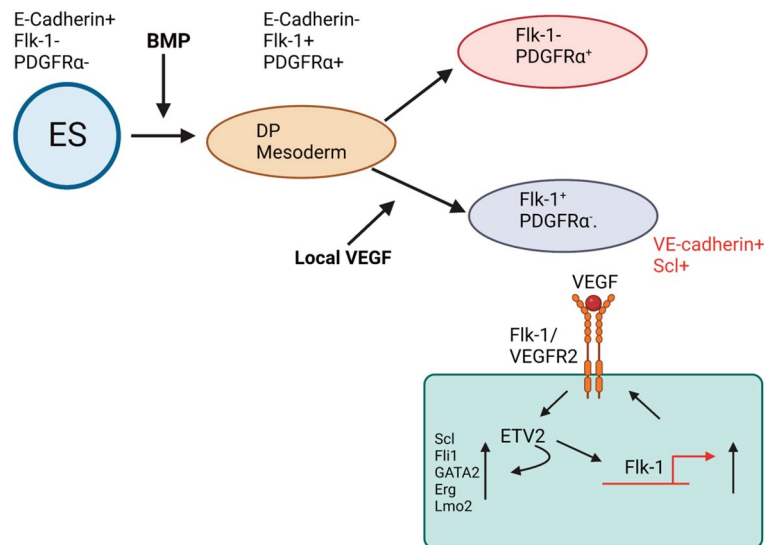 E-Cadherin+
Flk-1-
PDGFRα-
BMP
E-Cadherin-
Flk-1+
PDGFRα+
Flk-1-
PDGFRα⁺
ES
DP
Mesoderm
Flk-1⁺
PDGFRα⁻.
Local VEGF
VE-cadherin+
Scl+
VEGF
Flk-1/
VEGFR2
Scl
Fli1
GATA2
Erg
Lmo2
ETV2
Flk-1